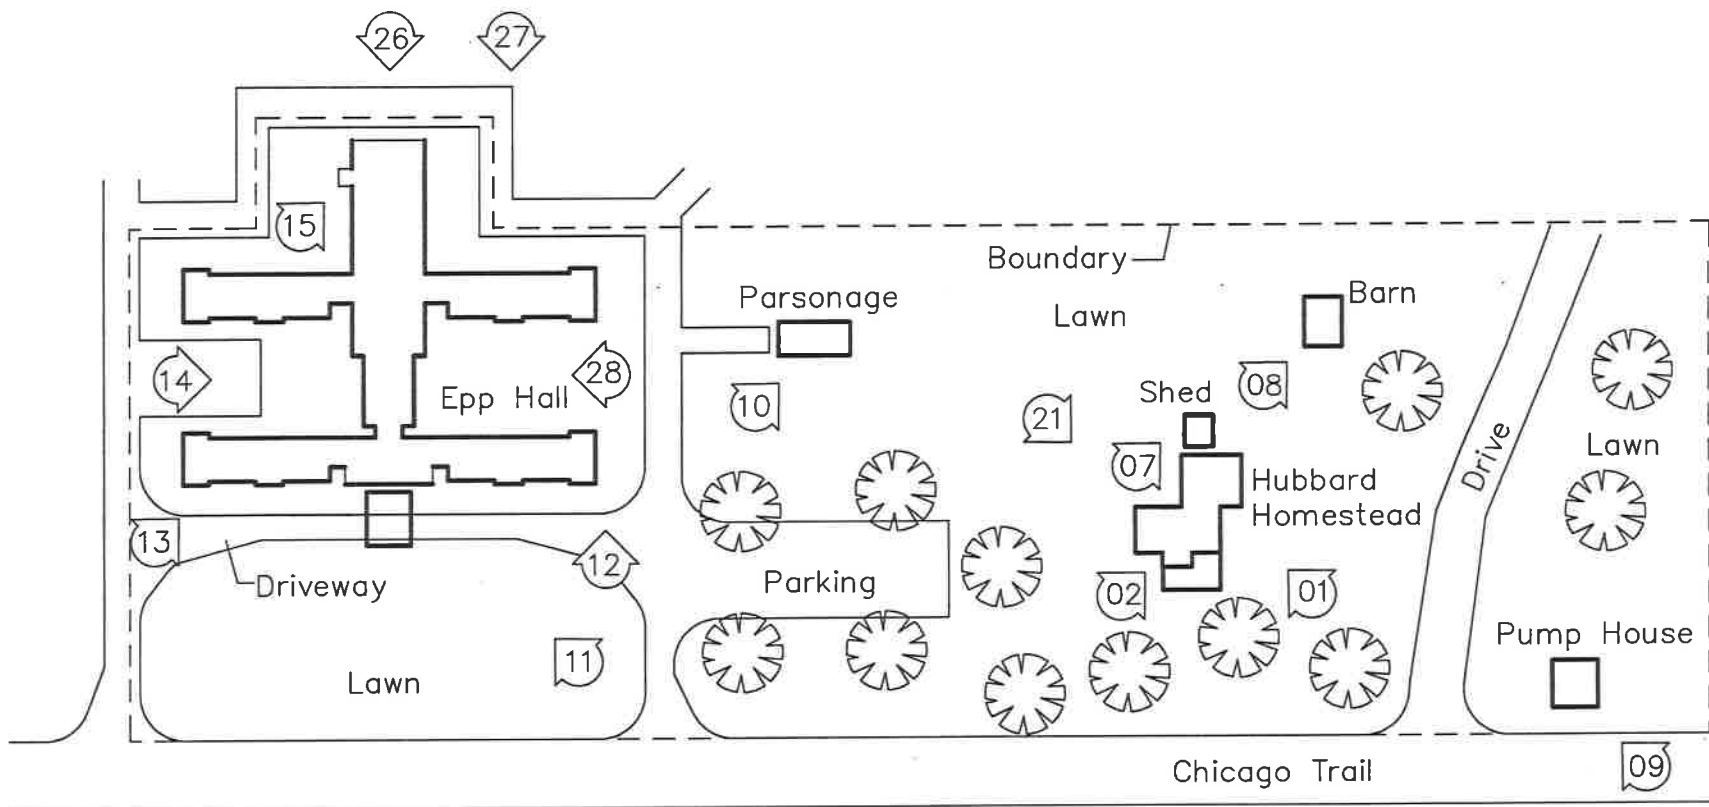 26
27
15
Boundary
Parsonage
Lawn
Barn
14
28
Epp Hall
10
21
Shed
08
07
Drive
Lawn
Hubbard
Homestead
13
12
Driveway
Parking
02
01
11
Lawn
Pump House
Chicago Trail
09